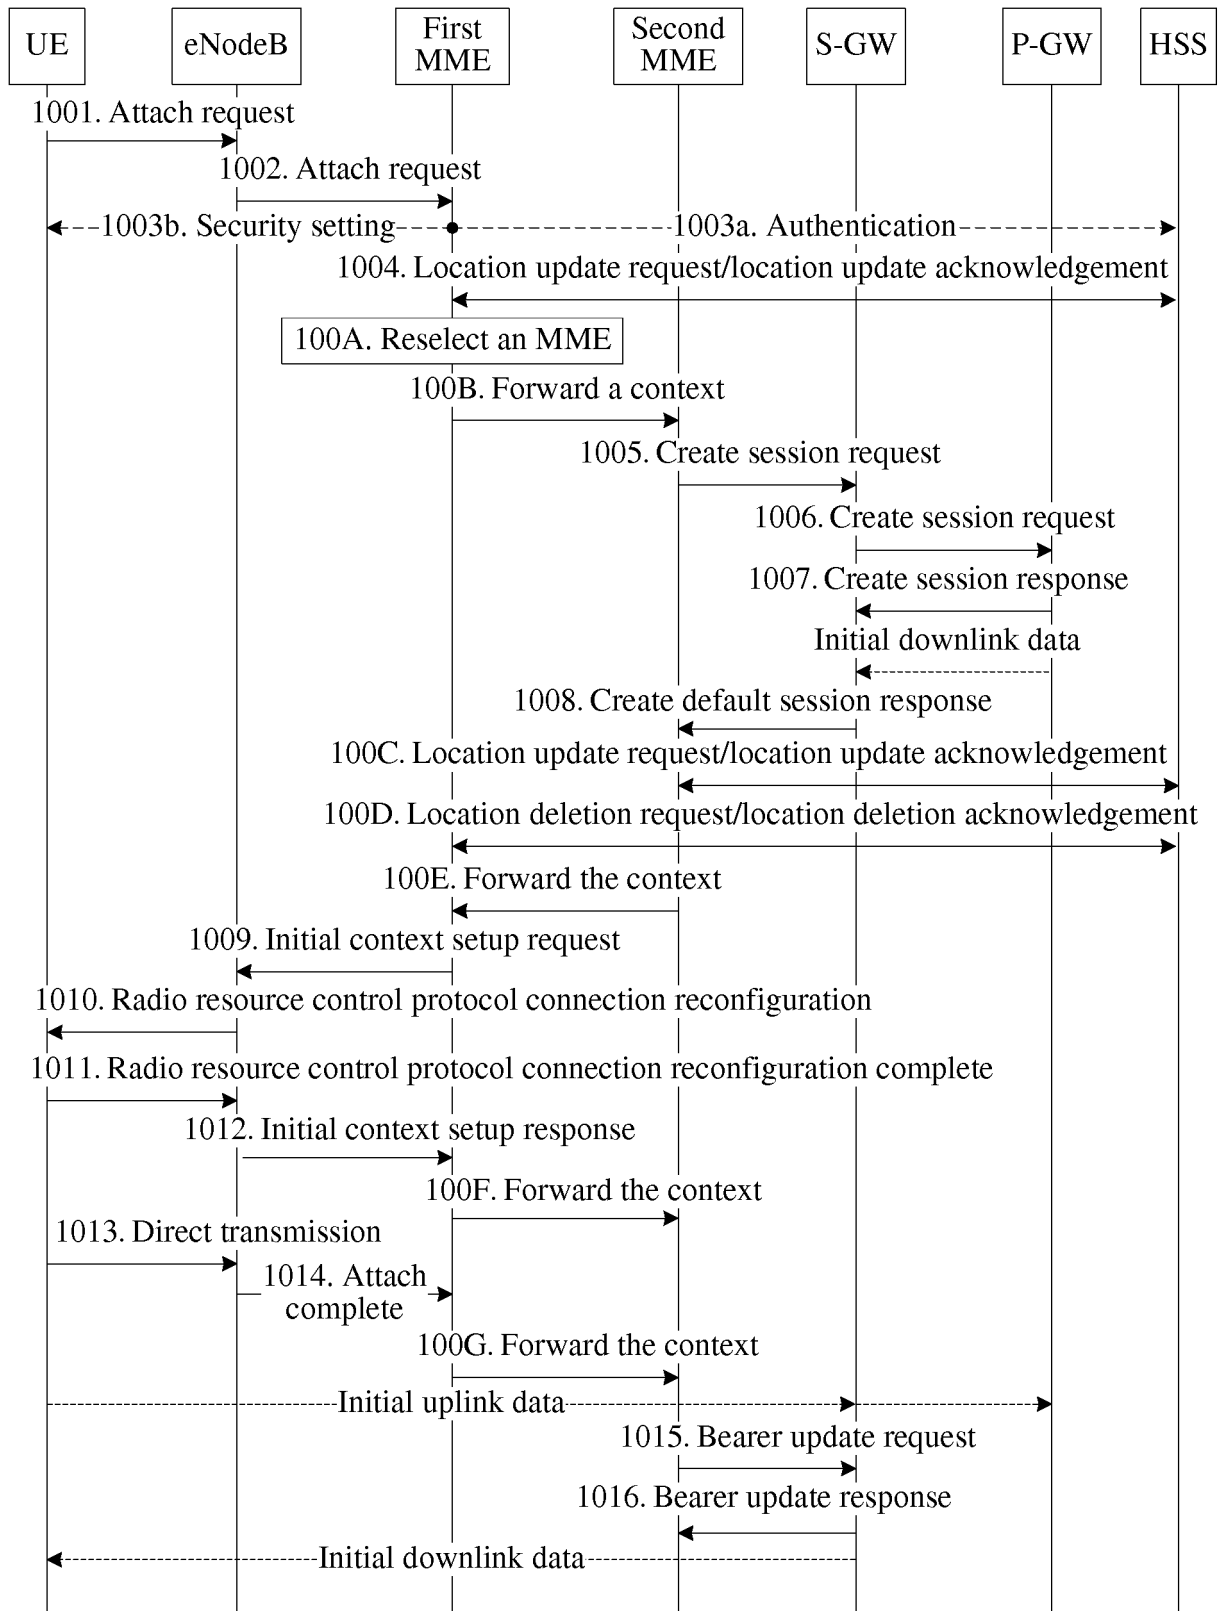 UE
eNodeB
First
MME
Second
MME
S-GW
P-GW
HSS
1001. Attach request
1002. Attach request
1003b. Security setting
1003a. Authentication
1004. Location update request/location update acknowledgement
100A. Reselect an MME
100B. Forward a context
1005. Create session request
1006. Create session request
1007. Create session response
Initial downlink data
1008. Create default session response
100C. Location update request/location update acknowledgement
100D. Location deletion request/location deletion acknowledgement
100E. Forward the context
1009. Initial context setup request
1010. Radio resource control protocol connection reconfiguration
1011. Radio resource control protocol connection reconfiguration complete
1012. Initial context setup response
100F. Forward the context
1013. Direct transmission
1014. Attach
complete
100G. Forward the context
Initial uplink data
1015. Bearer update request
1016. Bearer update response
Initial downlink data